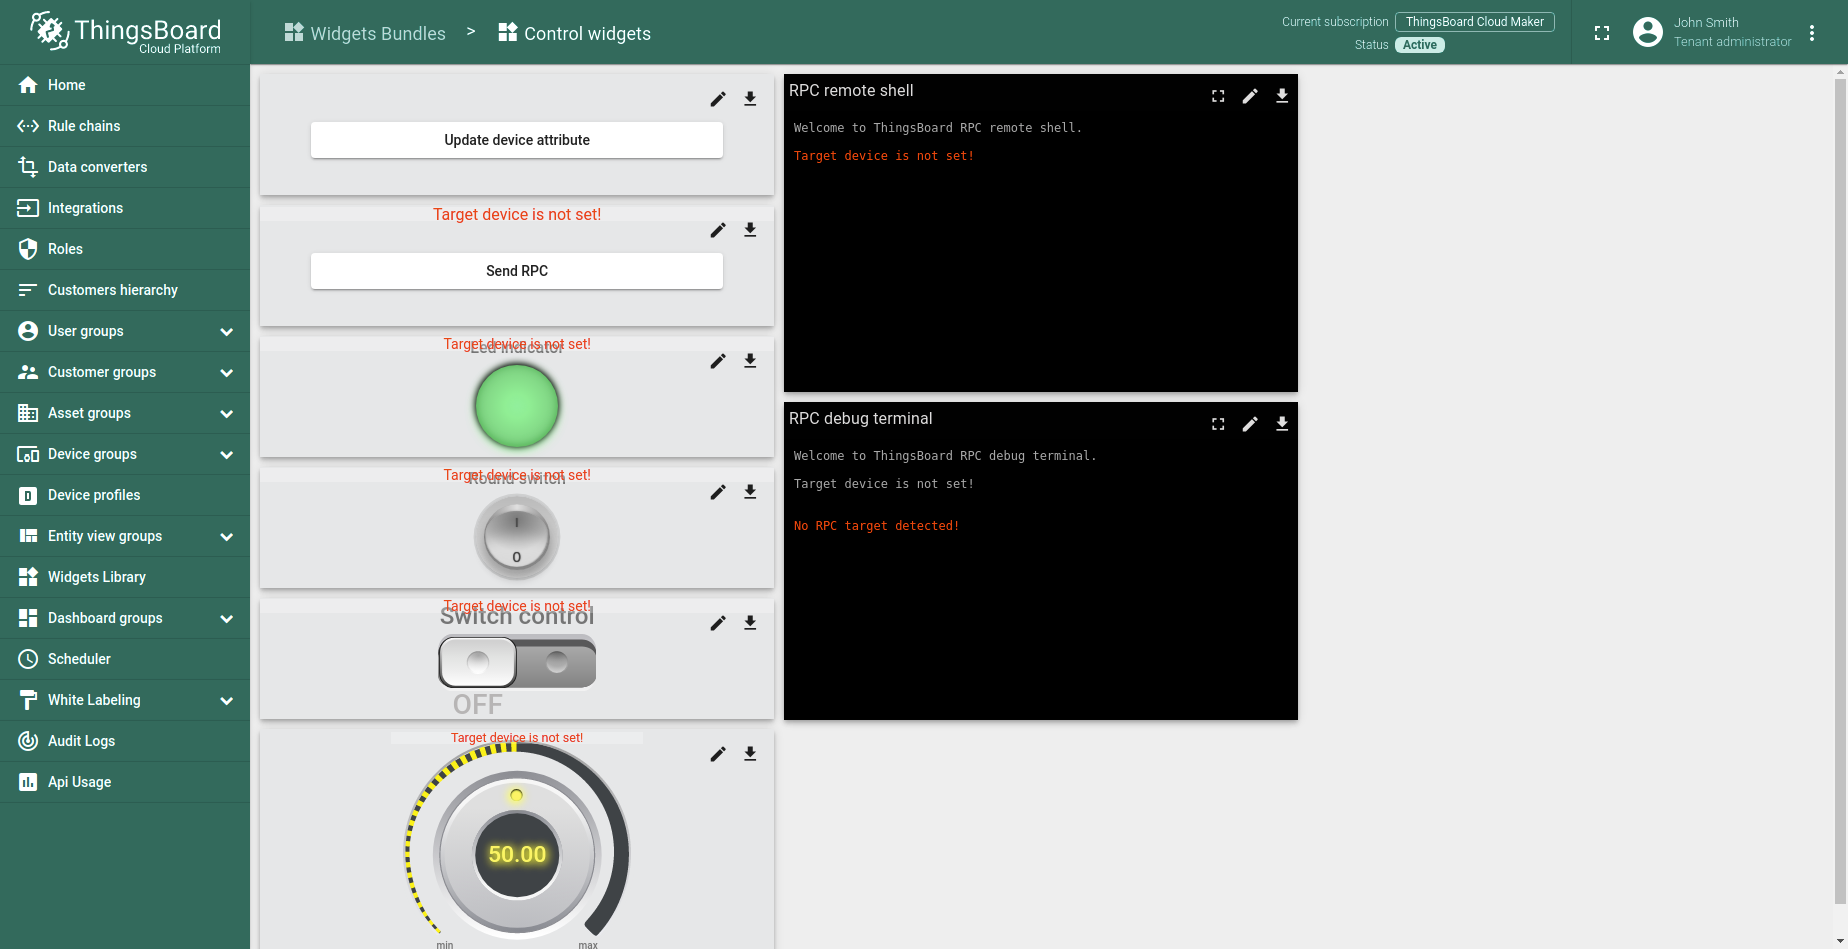 ThingsBoard
Cloud Platform
Widgets Bundles > Control widgets
Current subscription ThingsBoard Cloud Maker
Status Active
John Smith
Tenant administrator
Home
Rule chains
Data converters
Integrations
Roles
Customers hierarchy
User groups
Customer groups
Asset groups
Device groups
Device profiles
Entity view groups
Widgets Library
Dashboard groups
Scheduler
White Labeling
Audit Logs
Api Usage
Update device attribute
Target device is not set!
Send RPC
Target device is not set!
Led indicator
Target device is not set!
Round switch
I
0
Target device is not set!
Switch control
OFF
Target device is not set!
50.00
min max
RPC remote shell
Welcome to ThingsBoard RPC remote shell.
Target device is not set!
RPC debug terminal
Welcome to ThingsBoard RPC debug terminal.
Target device is not set!
No RPC target detected!